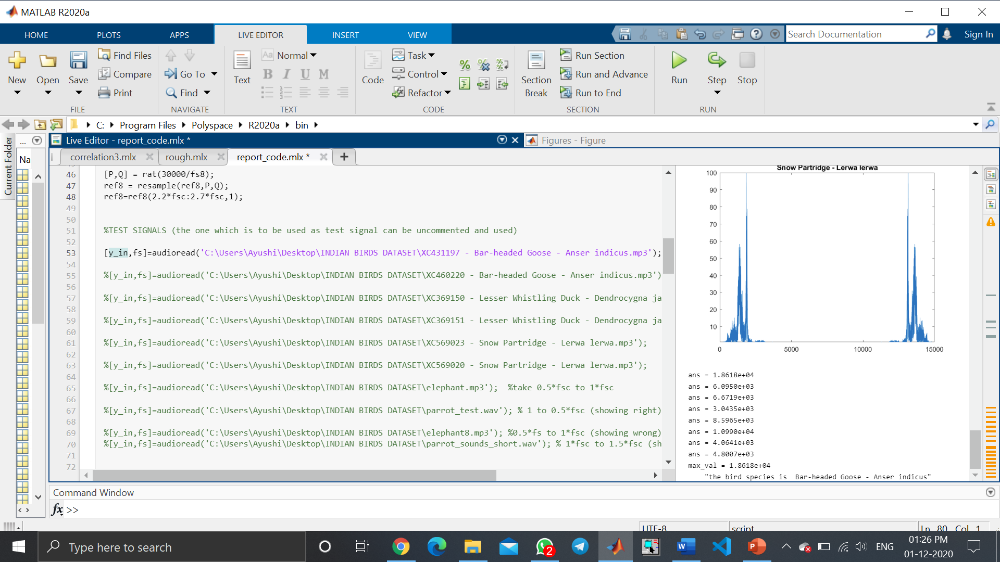 MATLAB R2020a
HOME PLOTS APPS LIVE EDITOR INSERT VIEW Search Documentation Sign In
New Open Save Find Files Compare Print
FILE
Go To Find
NAVIGATE
Text Aa Normal B I U M
TEXT
Code Task Control Refactor
CODE
Section Break Run Section Run and Advance Run to End
SECTION
Run Step Stop
RUN
C: Program Files Polyspace R2020a bin
Current Folder
... Na
Live Editor - report_code.mlx *
Figures - Figure
correlation3.mlx rough.mlx report_code.mlx * +
46 [P,Q] = rat(30000/fs8);
47 ref8 = resample(ref8,P,Q);
48 ref8=ref8(2.2*fsc:2.7*fsc,1);
49
50
51 %TEST SIGNALS (the one which is to be used as test signal can be uncommented and used)
52
53 [y_in,fs]=audioread('C:\Users\Ayushi\Desktop\INDIAN BIRDS DATASET\XC431197 - Bar-headed Goose - Anser indicus.mp3');
54
55 %[y_in,fs]=audioread('C:\Users\Ayushi\Desktop\INDIAN BIRDS DATASET\XC460220 - Bar-headed Goose - Anser indicus.mp3')
56
57 %[y_in,fs]=audioread('C:\Users\Ayushi\Desktop\INDIAN BIRDS DATASET\XC369150 - Lesser Whistling Duck - Dendrocygna ja
58
59 %[y_in,fs]=audioread('C:\Users\Ayushi\Desktop\INDIAN BIRDS DATASET\XC369151 - Lesser Whistling Duck - Dendrocygna ja
60
61 %[y_in,fs]=audioread('C:\Users\Ayushi\Desktop\INDIAN BIRDS DATASET\XC569023 - Snow Partridge - Lerwa lerwa.mp3');
62
63 %[y_in,fs]=audioread('C:\Users\Ayushi\Desktop\INDIAN BIRDS DATASET\XC569020 - Snow Partridge - Lerwa lerwa.mp3');
64
65 %[y_in,fs]=audioread('C:\Users\Ayushi\Desktop\INDIAN BIRDS DATASET\elephant.mp3');  %take 0.5*fsc to 1*fsc
66
67 %[y_in,fs]=audioread('C:\Users\Ayushi\Desktop\INDIAN BIRDS DATASET\parrot_test.wav'); % 1 to 0.5*fsc (showing right)
68
69 %[y_in,fs]=audioread('C:\Users\Ayushi\Desktop\INDIAN BIRDS DATASET\elephant8.mp3'); %0.5*fs to 1*fsc (showing wrong)
70 %[y_in,fs]=audioread('C:\Users\Ayushi\Desktop\INDIAN BIRDS DATASET\parrot_sounds_short.wav'); % 1*fsc to 1.5*fsc (sh
71
72
Snow Partridge - Lerwa lerwa
100
90
80
70
60
50
40
30
20
10
0 5000 10000 15000
ans = 1.8618e+04
ans = 6.0950e+03
ans = 6.6719e+03
ans = 3.0435e+03
ans = 8.5965e+03
ans = 1.0990e+04
ans = 4.0641e+03
ans = 4.8007e+03
max_val = 1.8618e+04
"the bird species is  Bar-headed Goose - Anser indicus"
Command Window
fx >>
UTF-8 script Ln 80 Col 1
Type here to search
2
ENG
01:26 PM
01-12-2020